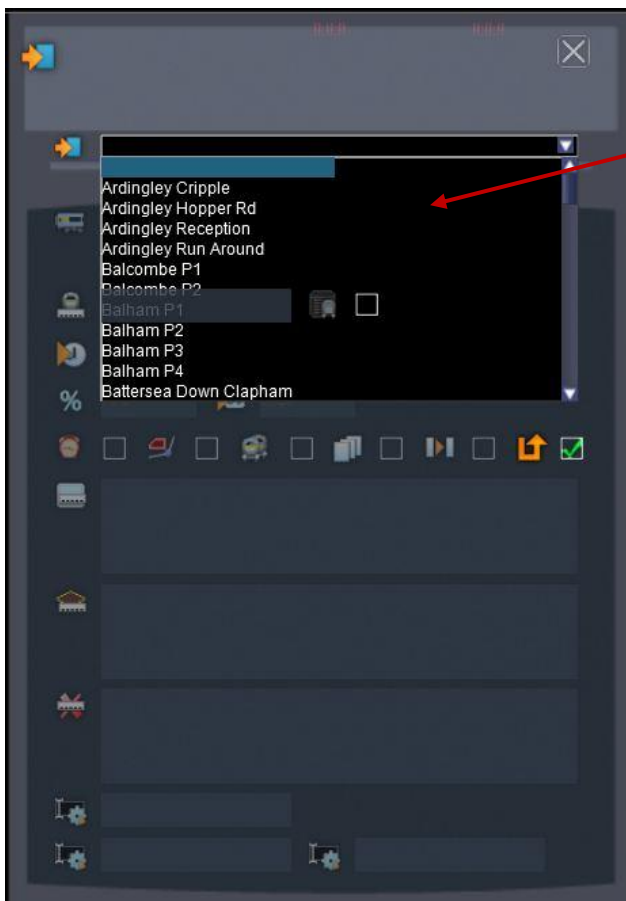 Ardingley Cripple
Ardingley Hopper Rd
Ardingley Reception
Ardingley Run Around
Balcombe P1
Balcombe P2
Balham P1
Balham P2
Balham P3
Balham P4
Battersea Down Clapham
%